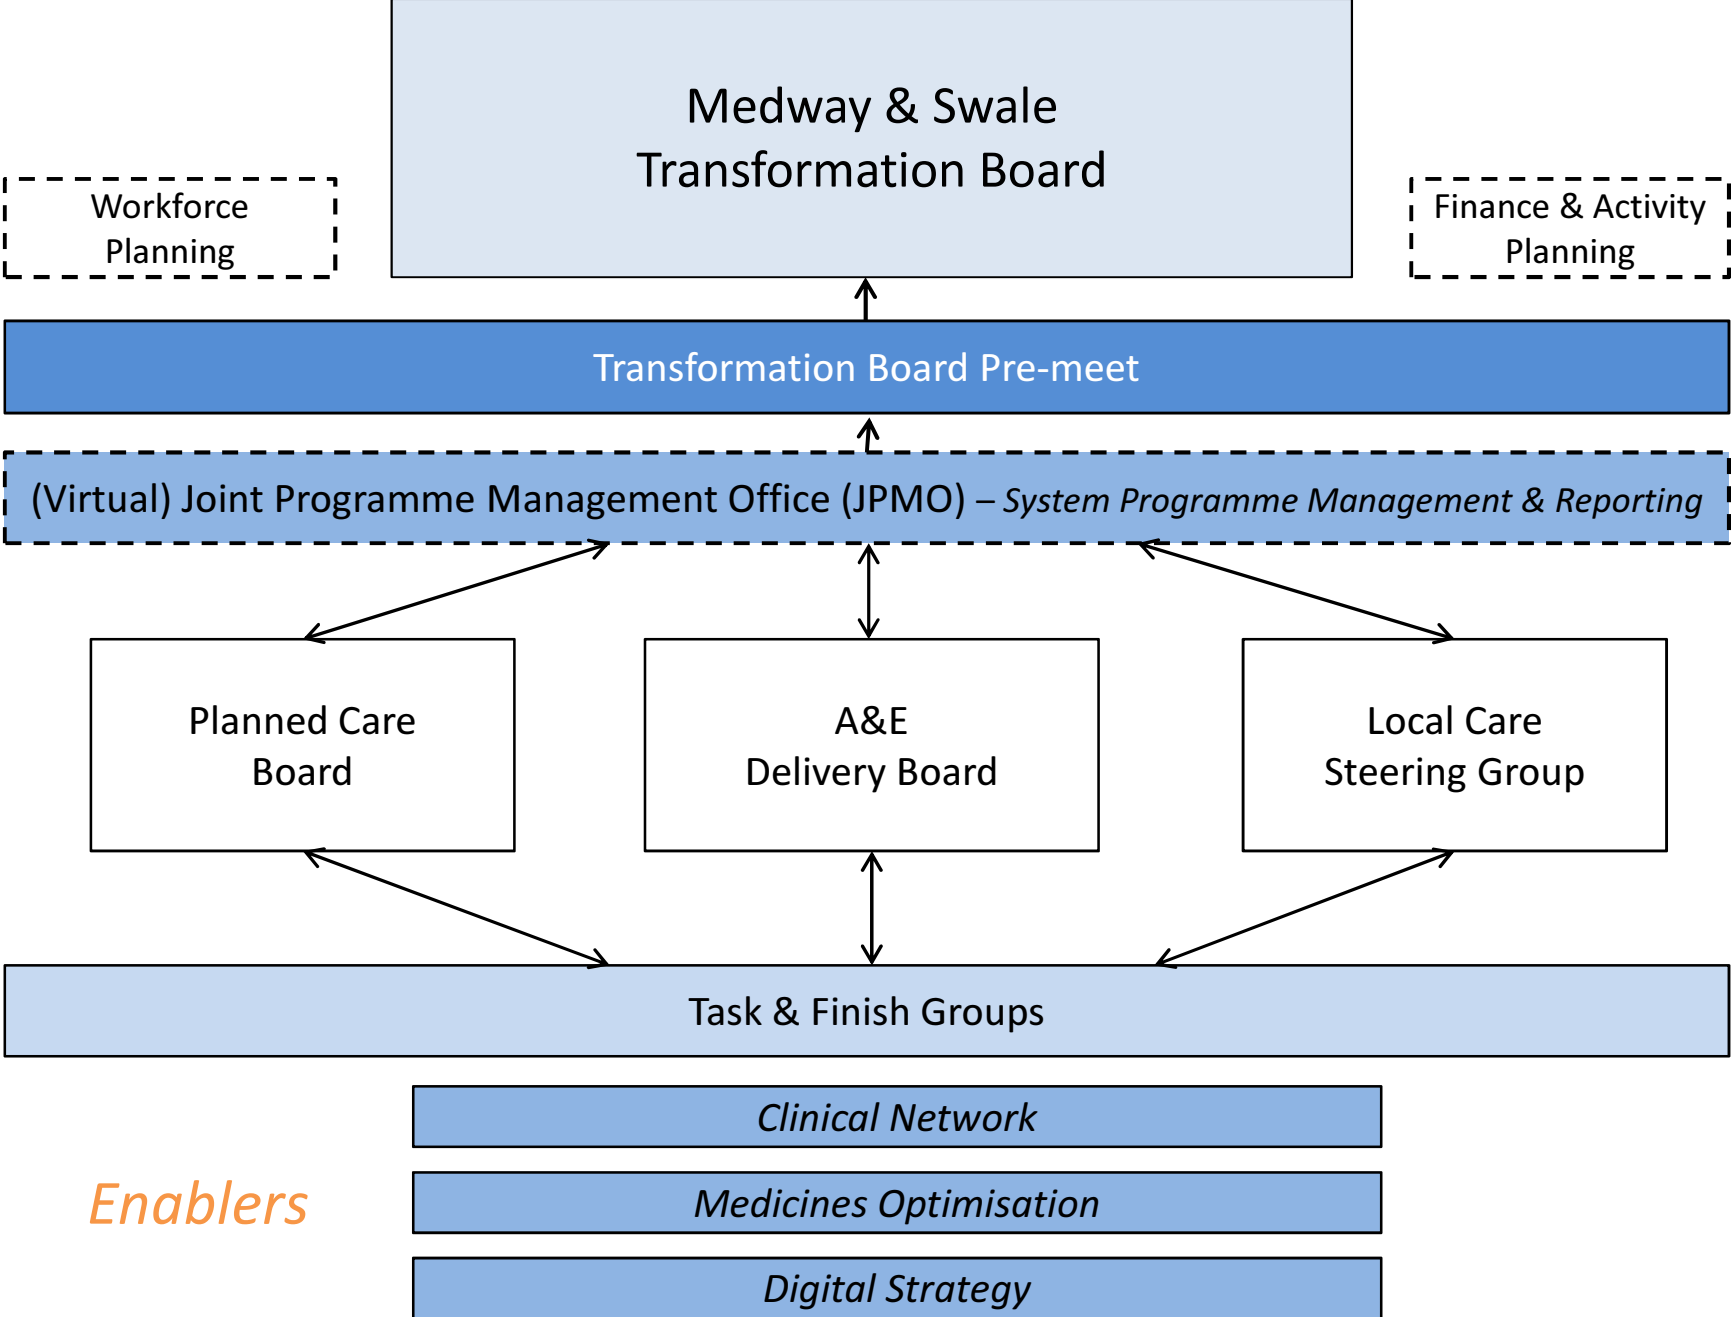 Medway & Swale
Transformation Board
Workforce
Planning
Finance & Activity
Planning
Transformation Board Pre-meet
(Virtual) Joint Programme Management Office (JPMO) – System Programme Management & Reporting
Planned Care
Board
A&E
Delivery Board
Local Care
Steering Group
Task & Finish Groups
Enablers
Clinical Network
Medicines Optimisation
Digital Strategy